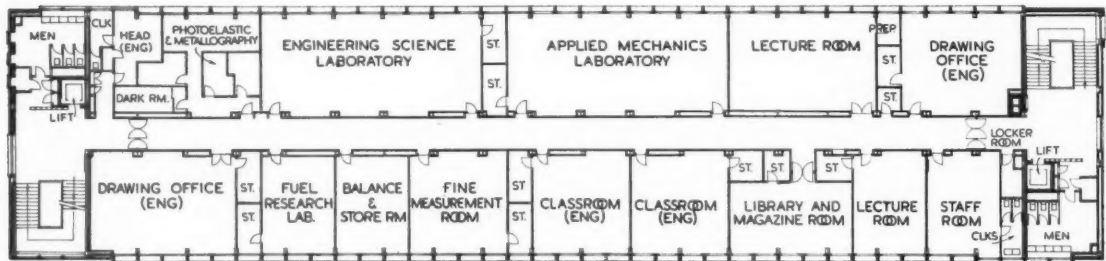 MEN
CLK
HEAD
(ENG)
PHOTOELASTIC
& METALLOGRAPHY
DARK RM.
LIFT
ENGINEERING SCIENCE
LABORATORY
ST.
ST.
APPLIED MECHANICS
LABORATORY
LECTURE ROOM
PREP
ST.
ST.
DRAWING
OFFICE
(ENG)
LOCKER
ROOM
LIFT
DRAWING OFFICE
(ENG)
ST.
ST.
FUEL
RESEARCH
LAB.
BALANCE
&
STORE RM
FINE
MEASUREMENT
ROOM
ST.
ST.
CLASSROOM
(ENG)
CLASSROOM
(ENG)
ST.
ST.
ST.
LIBRARY AND
MAGAZINE ROOM
LECTURE
ROOM
STAFF
ROOM
CLKS
MEN